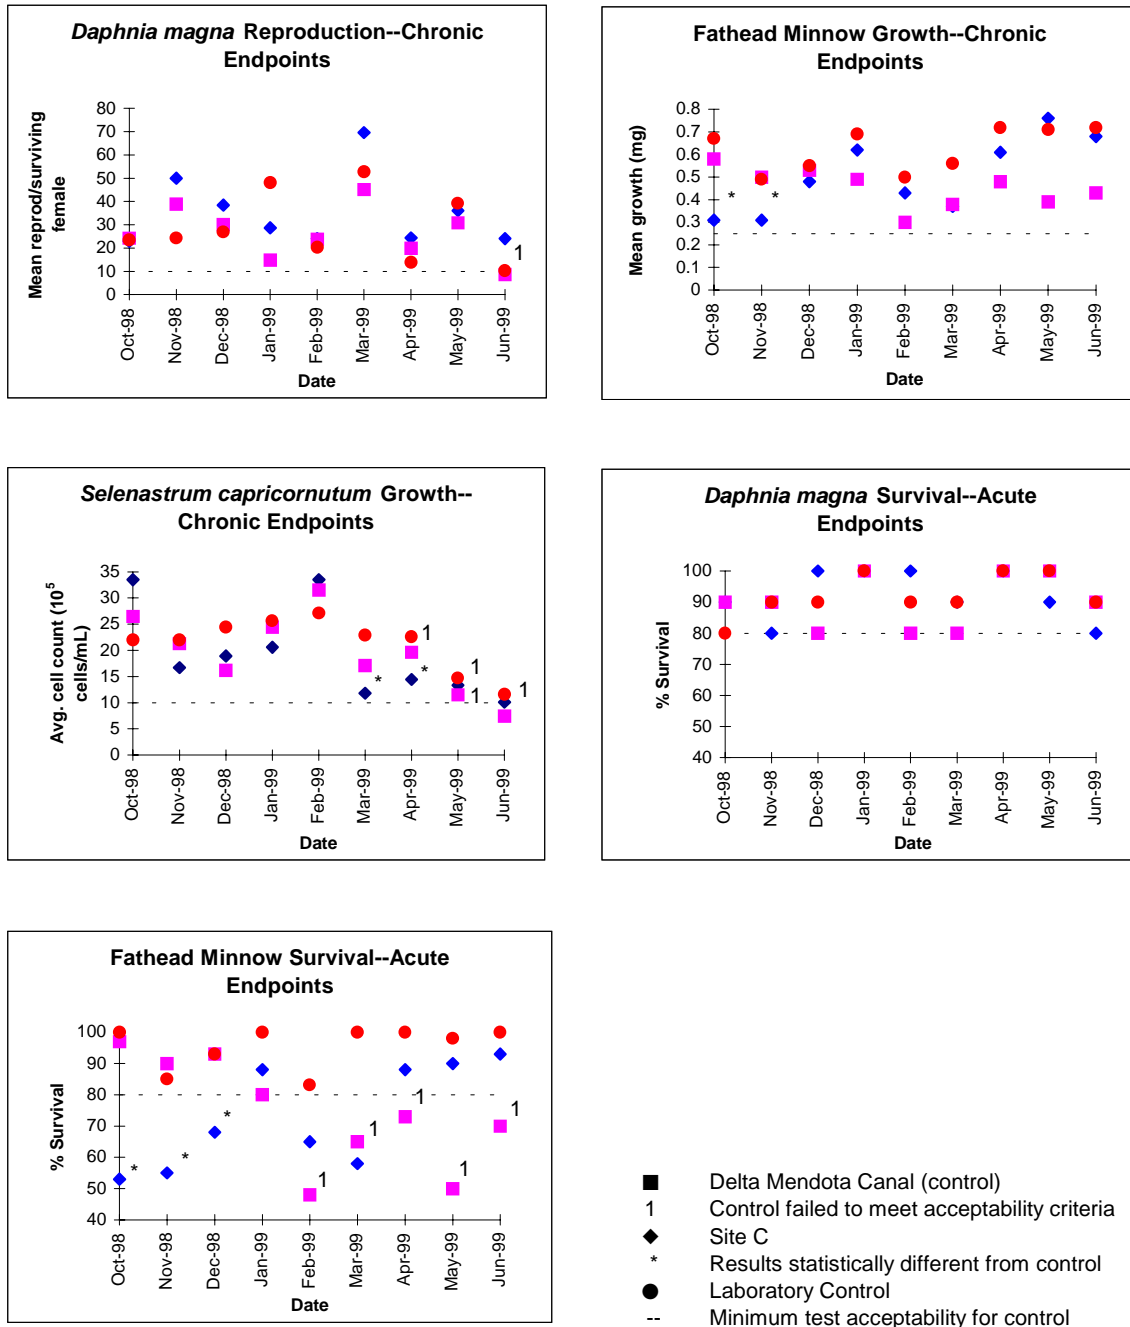 Daphnia magna Reproduction--Chronic
Endpoints
Mean reprod/surviving
female
80
70
60
50
40
30
20
10
0
1
Oct-98
Nov-98
Dec-98
Jan-99
Feb-99
Mar-99
Apr-99
May-99
Jun-99
Date
Fathead Minnow Growth--Chronic
Endpoints
Mean growth (mg)
0.8
0.7
0.6
0.5
0.4
0.3
0.2
0.1
0
* *
Oct-98
Nov-98
Dec-98
Jan-99
Feb-99
Mar-99
Apr-99
May-99
Jun-99
Date
Selenastrum capricornutum Growth--
Chronic Endpoints
Avg. cell count (10⁵
cells/mL)
35
30
25
20
15
10
5
0
1
1
* *
1
1
Oct-98
Nov-98
Dec-98
Jan-99
Feb-99
Mar-99
Apr-99
May-99
Jun-99
Date
Daphnia magna Survival--Acute
Endpoints
% Survival
100
90
80
70
60
50
40
Oct-98
Nov-98
Dec-98
Jan-99
Feb-99
Mar-99
Apr-99
May-99
Jun-99
Date
Fathead Minnow Survival--Acute
Endpoints
% Survival
100
90
80
70
60
50
40
* * *
1
1
1
1
1
Oct-98
Nov-98
Dec-98
Jan-99
Feb-99
Mar-99
Apr-99
May-99
Jun-99
Date
Delta Mendota Canal (control)
1 Control failed to meet acceptability criteria
Site C
* Results statistically different from control
Laboratory Control
-- Minimum test acceptability for control